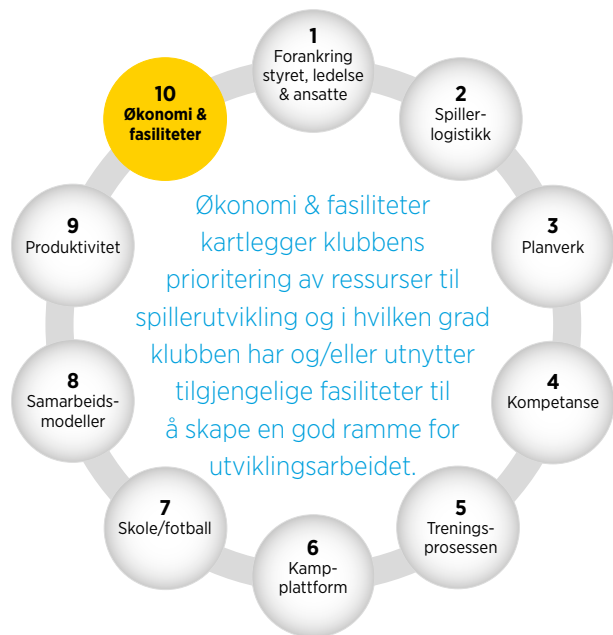 1
Forankring
styret, ledelse
& ansatte
2
Spiller-
logistikk
3
Planverk
4
Kompetanse
5
Trenings-
prosessen
6
Kamp-
plattform
7
Skole/fotball
8
Samarbeids-
modeller
9
Produktivitet
10
Økonomi &
fasiliteter
Økonomi & fasiliteter
kartlegger klubbens
prioritering av ressurser til
spillerutvikling og i hvilken grad
klubben har og/eller utnytter
tilgjengelige fasiliteter til
å skape en god ramme for
utviklingsarbeidet.